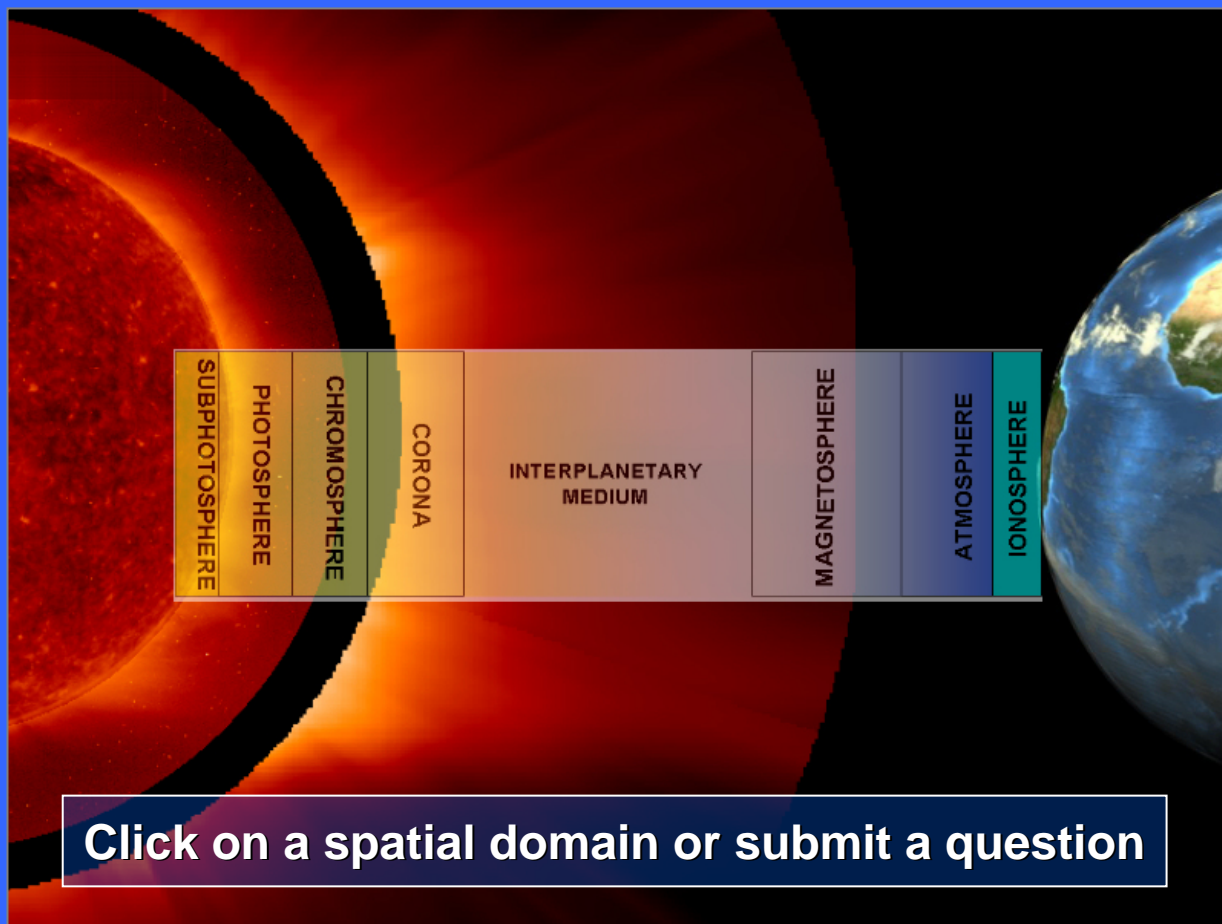 SUBPHOTOSPHERE
PHOTOSPHERE
CHROMOSPHERE
CORONA
INTERPLANETARY
MEDIUM
MAGNETOSPHERE
ATMOSPHERE
IONOSPHERE
Click on a spatial domain or submit a question